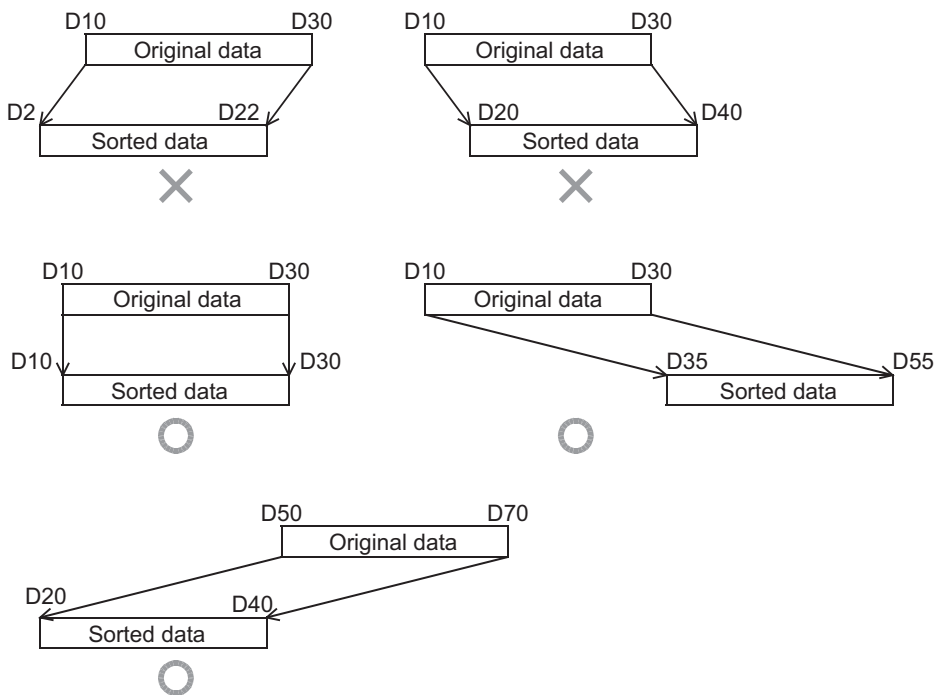 D10 D30 D10 D30
Original data Original data
D2 D22 D20 D40
Sorted data Sorted data
D10 D30 D10 D30
Original data Original data
D10 D30 D35 D55
Sorted data Sorted data
D50 D70
Original data
D20 D40
Sorted data